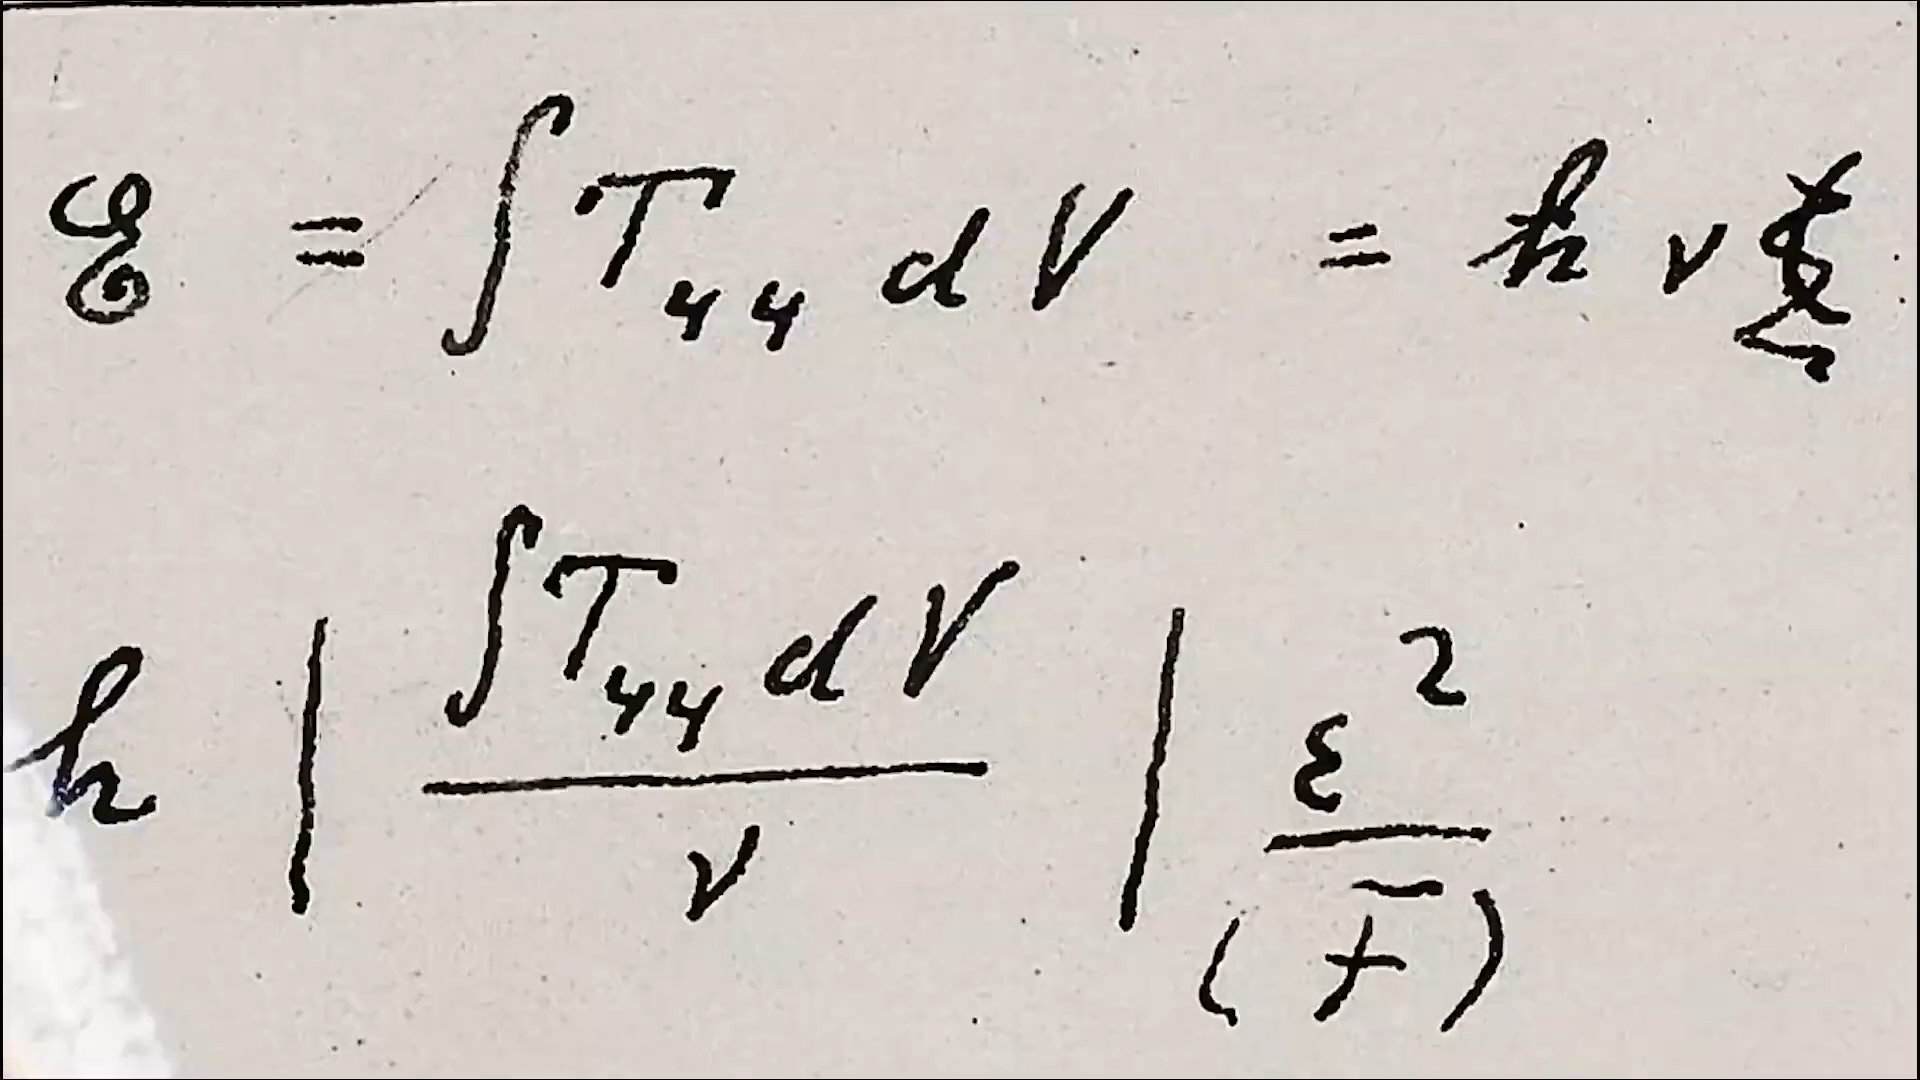 ℰ = ∫T₄₄ dV = h ν
h | ∫T₄₄ dV / ν | ε² / (∓)